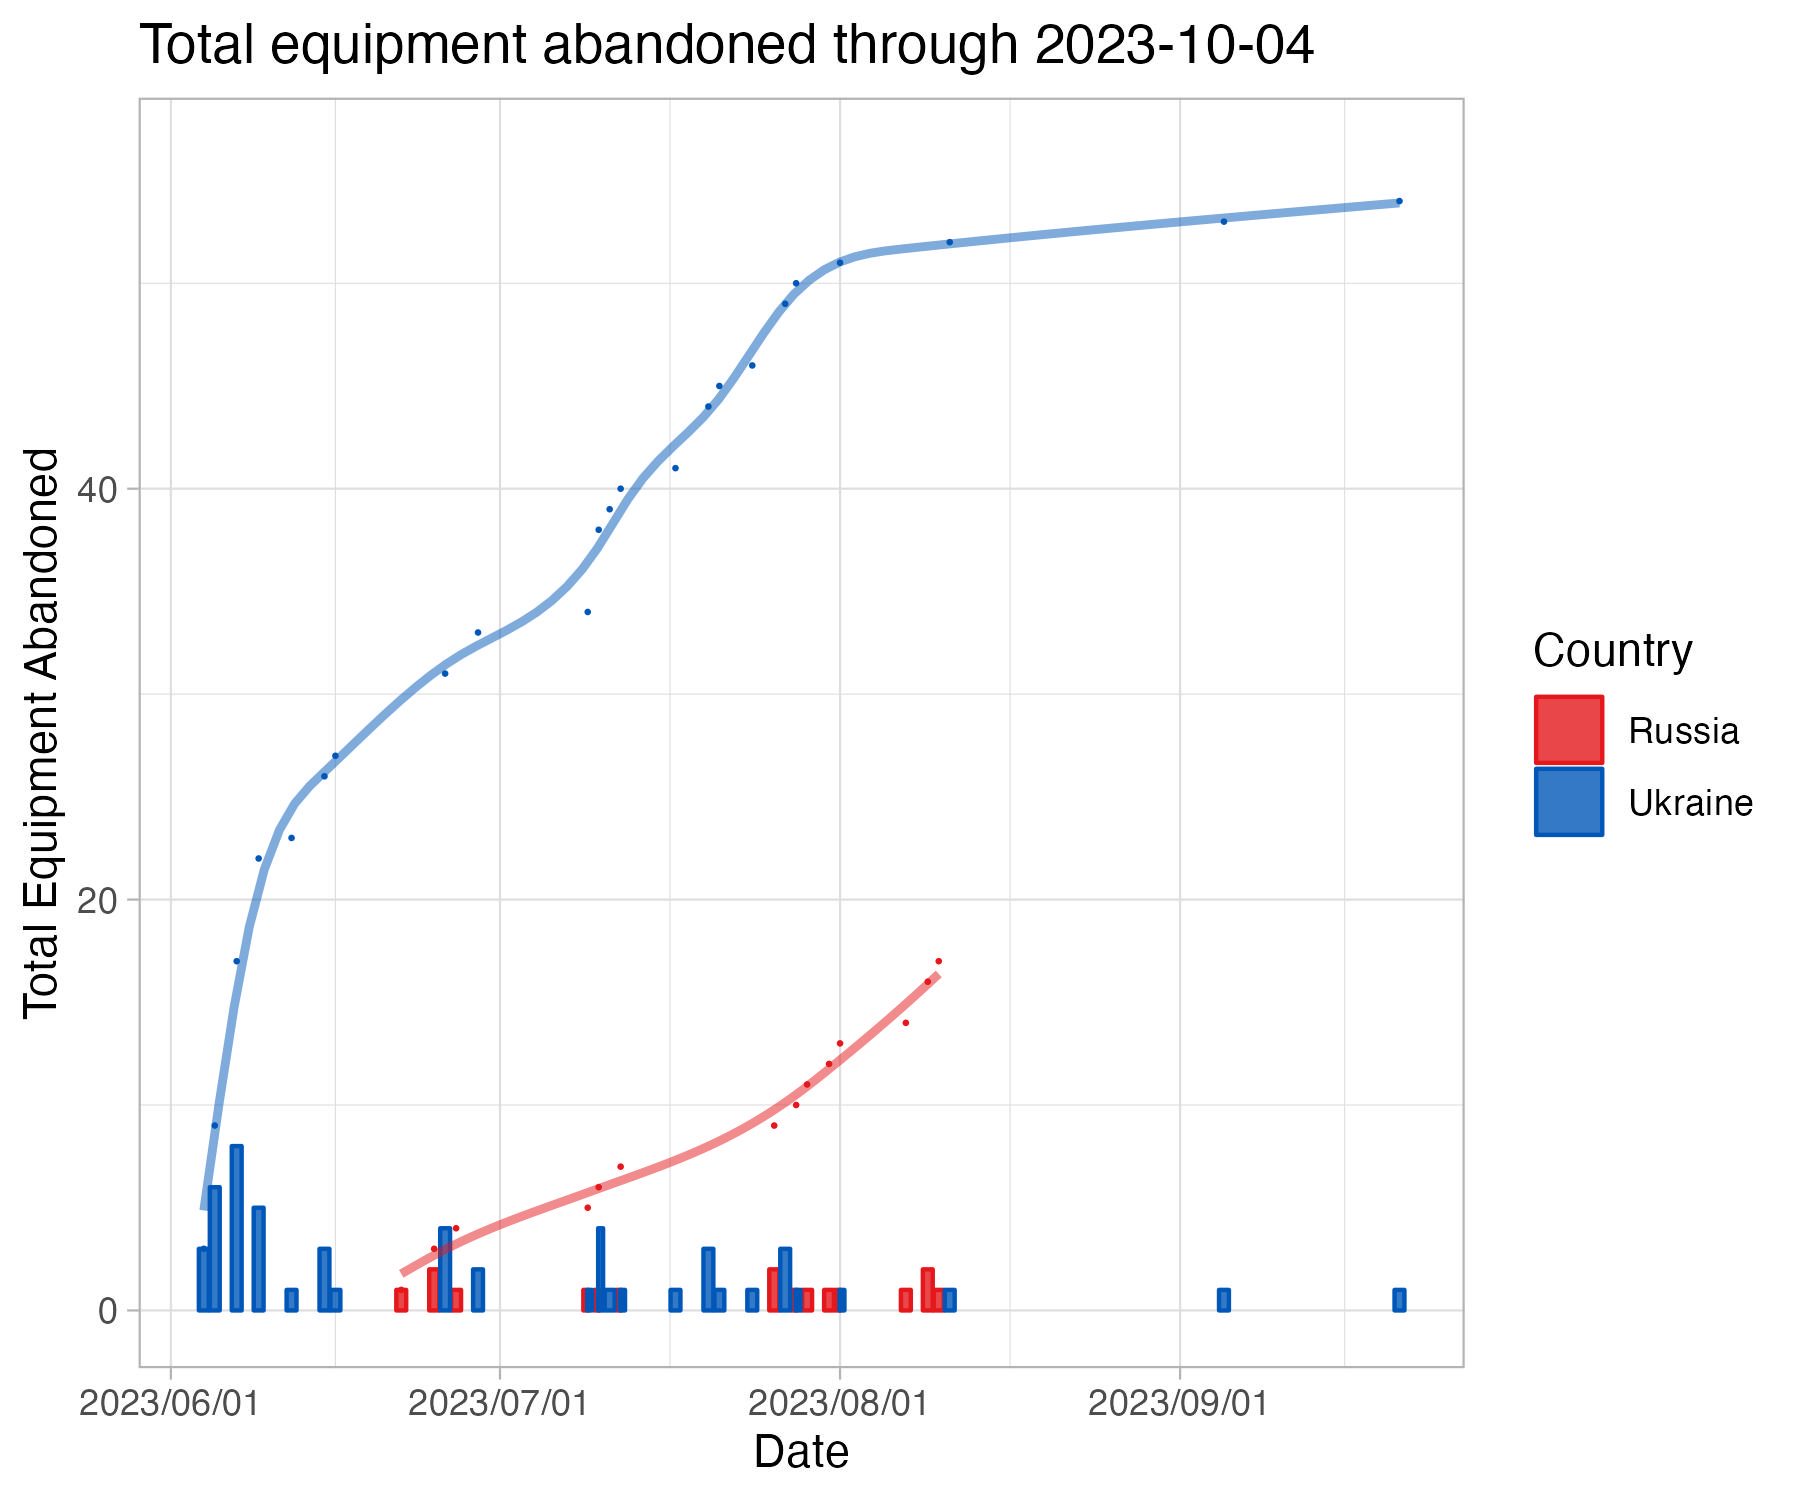 Total equipment abandoned through 2023-10-04
Total Equipment Abandoned
40
20
0
2023/06/01
2023/07/01
2023/08/01
2023/09/01
Date
Country
Russia
Ukraine